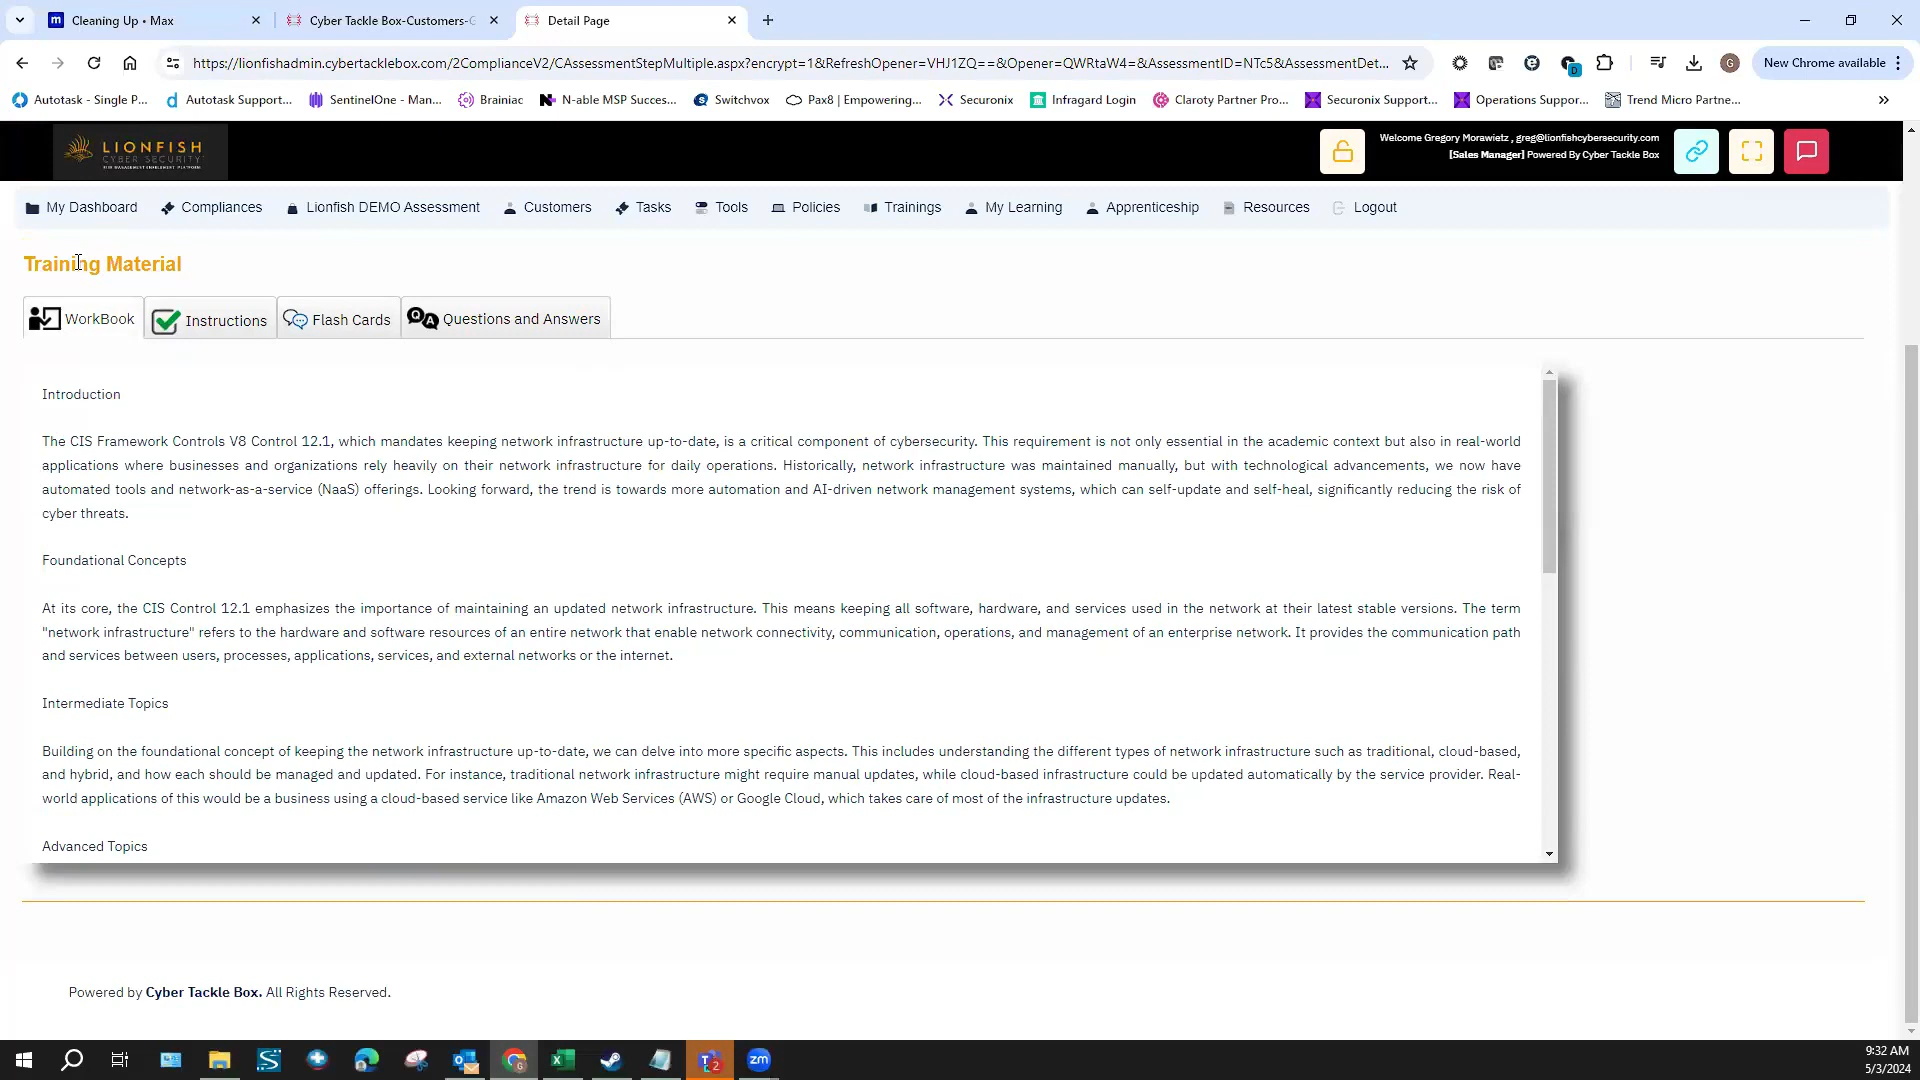 Cleaning Up • Max
Cyber Tackle Box-Customers-C
Detail Page
https://lionfishadmin.cybertacklebox.com/2ComplianceV2/CAssessmentStepMultiple.aspx?encrypt=1&RefreshOpener=VHJ1ZQ==&Opener=QWRtaW4=&AssessmentID=NTc5&AssessmentDet...
New Chrome available
Autotask - Single P...
Autotask Support...
SentinelOne - Man...
Brainiac
N-able MSP Succes...
Switchvox
Pax8 | Empowering...
Securonix
Infragard Login
Claroty Partner Pro...
Securonix Support...
Operations Suppor...
Trend Micro Partne...
LIONFISH
CYBER SECURITY
Welcome Gregory Morawietz , greg@lionfishcybersecurity.com
[Sales Manager] Powered By Cyber Tackle Box
My Dashboard
Compliances
Lionfish DEMO Assessment
Customers
Tasks
Tools
Policies
Trainings
My Learning
Apprenticeship
Resources
Logout
Training Material
WorkBook
Instructions
Flash Cards
Questions and Answers
Introduction
The CIS Framework Controls V8 Control 12.1, which mandates keeping network infrastructure up-to-date, is a critical component of cybersecurity. This requirement is not only essential in the academic context but also in real-world
applications where businesses and organizations rely heavily on their network infrastructure for daily operations. Historically, network infrastructure was maintained manually, but with technological advancements, we now have
automated tools and network-as-a-service (NaaS) offerings. Looking forward, the trend is towards more automation and AI-driven network management systems, which can self-update and self-heal, significantly reducing the risk of
cyber threats.
Foundational Concepts
At its core, the CIS Control 12.1 emphasizes the importance of maintaining an updated network infrastructure. This means keeping all software, hardware, and services used in the network at their latest stable versions. The term
"network infrastructure" refers to the hardware and software resources of an entire network that enable network connectivity, communication, operations, and management of an enterprise network. It provides the communication path
and services between users, processes, applications, services, and external networks or the internet.
Intermediate Topics
Building on the foundational concept of keeping the network infrastructure up-to-date, we can delve into more specific aspects. This includes understanding the different types of network infrastructure such as traditional, cloud-based,
and hybrid, and how each should be managed and updated. For instance, traditional network infrastructure might require manual updates, while cloud-based infrastructure could be updated automatically by the service provider. Real-
world applications of this would be a business using a cloud-based service like Amazon Web Services (AWS) or Google Cloud, which takes care of most of the infrastructure updates.
Advanced Topics
Powered by Cyber Tackle Box. All Rights Reserved.
9:32 AM
5/3/2024